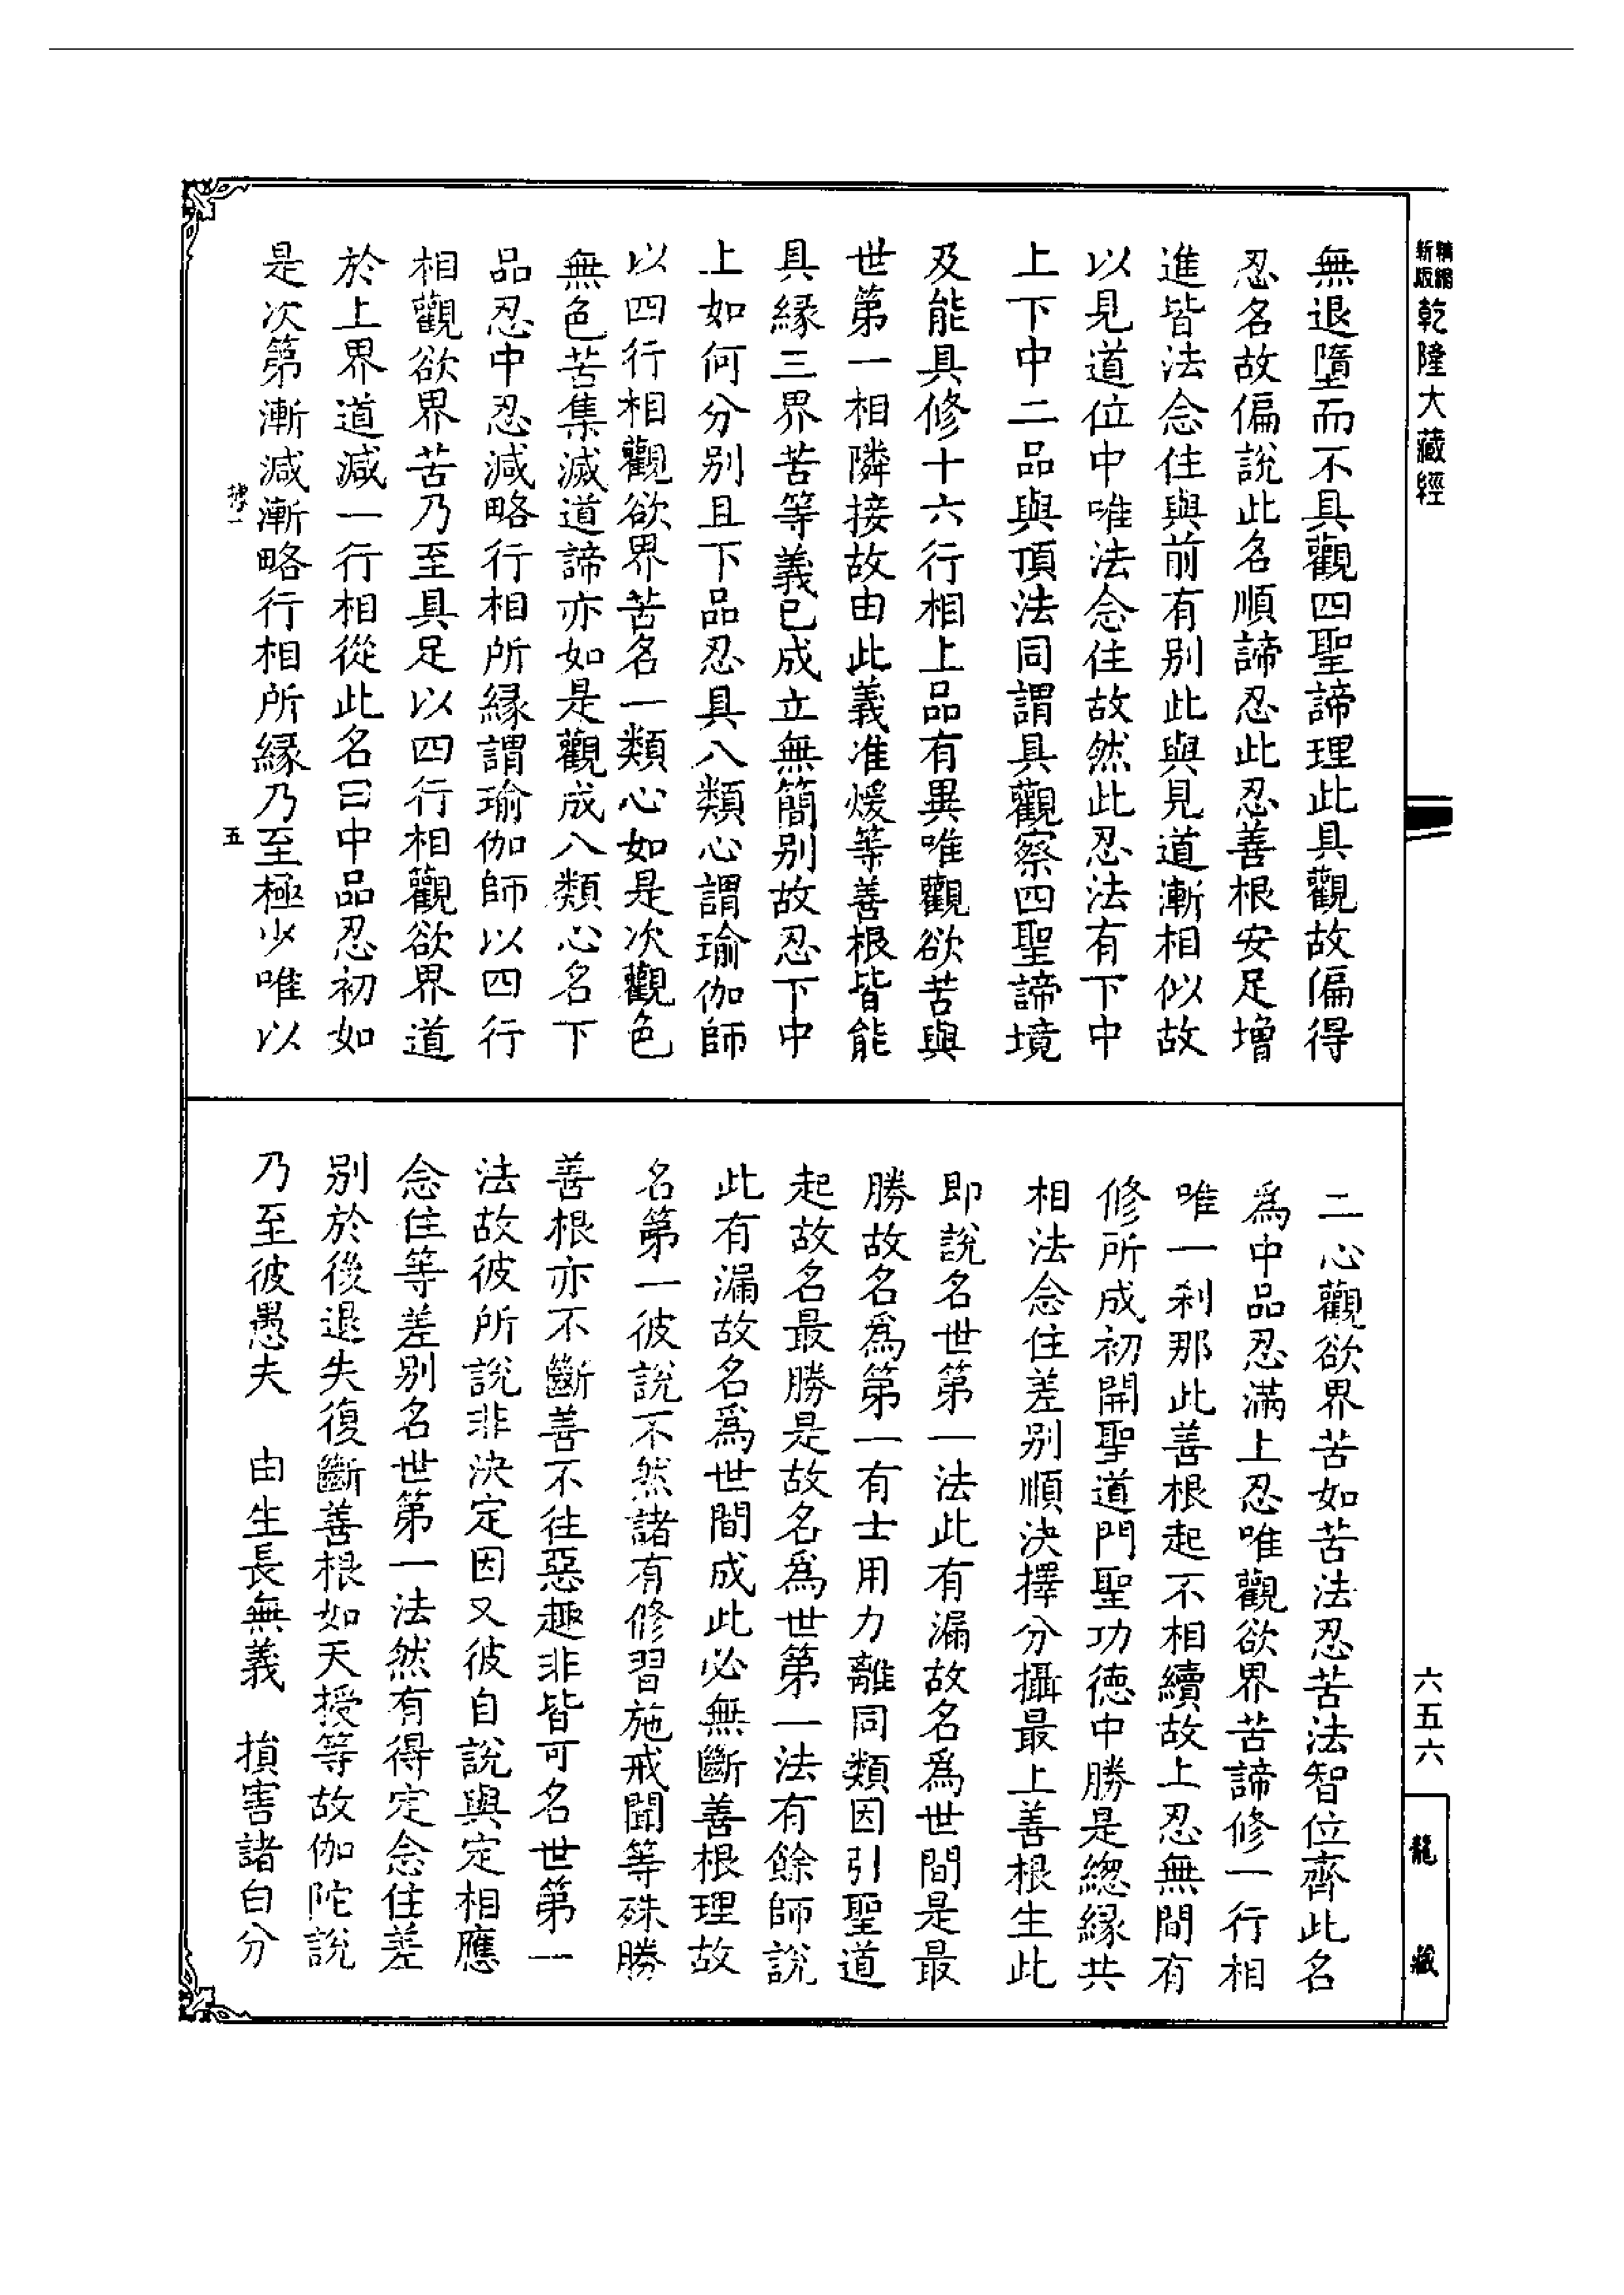 精縮新版乾隆大藏經
無退墮而不具觀四聖諦理此具觀故偏得
忍名故偏說此名順諦忍此忍善根安足增
進皆法念住與前有別此與見道漸相似故
以見道位中唯法念住故然此忍法有下中
上下中二品與頂法同謂具觀察四聖諦境
及能具修十六行相上品有異唯觀欲苦與
世第一相隣接故由此義准煖等善根皆能
具緣三界苦等義已成立無簡別故忍下中
上如何分別且下品忍具八類心謂瑜伽師
以四行相觀欲界苦名一類心如是次觀色
無色苦集滅道諦亦如是觀成八類心名下
品忍中忍減略行相所緣謂瑜伽師以四行
相觀欲界苦乃至具足以四行相觀欲界道
於上界道減一行相從此名曰中品忍初如
是次第漸減漸略行相所緣乃至極少唯以
五
二心觀欲界苦如苦法忍苦法智位齊此名
為中品忍滿上忍唯觀欲界苦諦修一行相
唯一剎那此善根起不相續故上忍無間有
修所成初開聖道門聖功德中勝是總緣共
相法念住差別順決擇分攝最上善根生此
即說名世第一法此有漏故名為世間是最
勝故名為第一有士用力離同類因引聖道
起故名最勝是故名為世第一法有餘師說
此有漏故名為世間成此必無斷善根理故
名第一彼說不然諸有修習施戒聞等殊勝
善根亦不斷善不往惡趣非皆可名世第一
法故彼所說非決定因又彼自說與定相應
念住等差別名世第一法然有得定念住差
別於後退失復斷善根如天授等故伽陀說
乃至彼愚夫　由生長無義　損害諸白分
六五六
龍藏